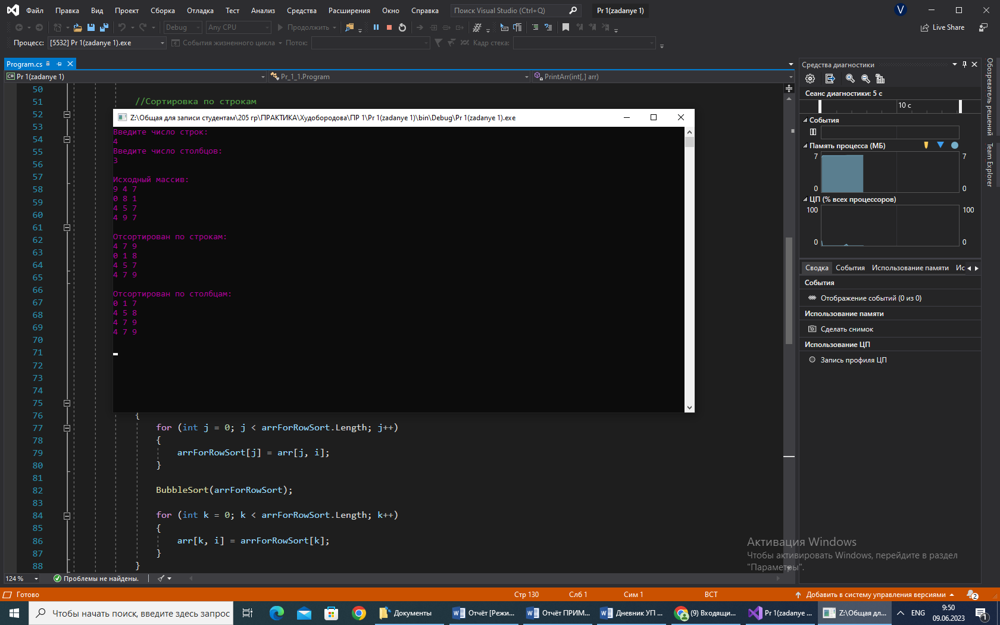 Файл Правка Вид Проект Сборка Отладка Тест Анализ Средства Расширения Окно Справка Поиск Visual Studio (Ctrl+Q) Pr 1(zadanye 1) V
Debug Any CPU Продолжить Live Share
Процесс: [5532] Pr 1(zadanye 1).exe События жизненного цикла Поток: Кадр стека:
Program.cs
C# Pr 1(zadanye 1) Pr_1_1.Program PrintArr(int[,] arr)
50
51 //Сортировка по строкам
52
53
54
55
56
57
58
59
60
61
62
63
64
65
66
67
68
69
70
71
72
73
74
75
76 {
77 for (int j = 0; j < arrForRowSort.Length; j++)
78 {
79 arrForRowSort[j] = arr[j, i];
80 }
81
82 BubbleSort(arrForRowSort);
83
84 for (int k = 0; k < arrForRowSort.Length; k++)
85 {
86 arr[k, i] = arrForRowSort[k];
87 }
88 }
Z:\Общая для записи студентам\205 гр\ПРАКТИКА\Худобородова\ПР 1\Pr 1(zadanye 1)\bin\Debug\Pr 1(zadanye 1).exe
Введите число строк:
4
Введите число столбцов:
3
Исходный массив:
9 4 7
0 8 1
4 5 7
4 9 7
Отсортирован по строкам:
4 7 9
0 1 8
4 5 7
4 7 9
Отсортирован по столбцам:
0 1 7
4 5 8
4 7 9
4 7 9
Средства диагностики
Сеанс диагностики: 5 с
10 с
События
Память процесса (МБ)
7 7
0 0
ЦП (% всех процессоров)
100 100
0 0
Сводка События Использование памяти Ис
События
Отображение событий (0 из 0)
Использование памяти
Сделать снимок
Использование ЦП
Запись профиля ЦП
Обозреватель решений
Team Explorer
Активация Windows
Чтобы активировать Windows, перейдите в раздел
"Параметры".
124 % Проблемы не найдены.
Готово Стр 130 Слб 1 Сим 1 ВСТ Добавить в систему управления версиями 2
Чтобы начать поиск, введите здесь запрос Документы Отчёт [Режи... Отчёт ПРИМ... Дневник УП ... (9) Входящи... Pr 1(zadanye ... Z:\Общая дл... ENG 9:50
09.06.2023 1